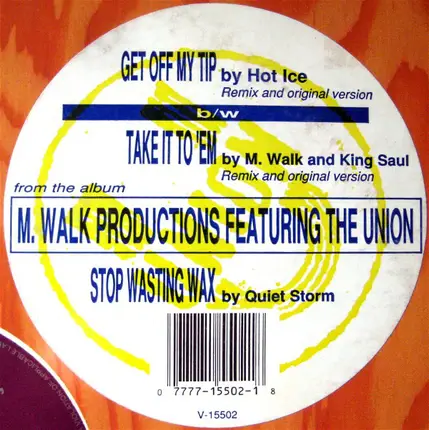 GET OFF MY TIP by Hot Ice
Remix and original version
b/w
TAKE IT TO 'EM by M. Walk and King Saul
Remix and original version
from the album
M. WALK PRODUCTIONS FEATURING THE UNION
STOP WASTING WAX by Quiet Storm
0 7777-15502-1 8
V-15502